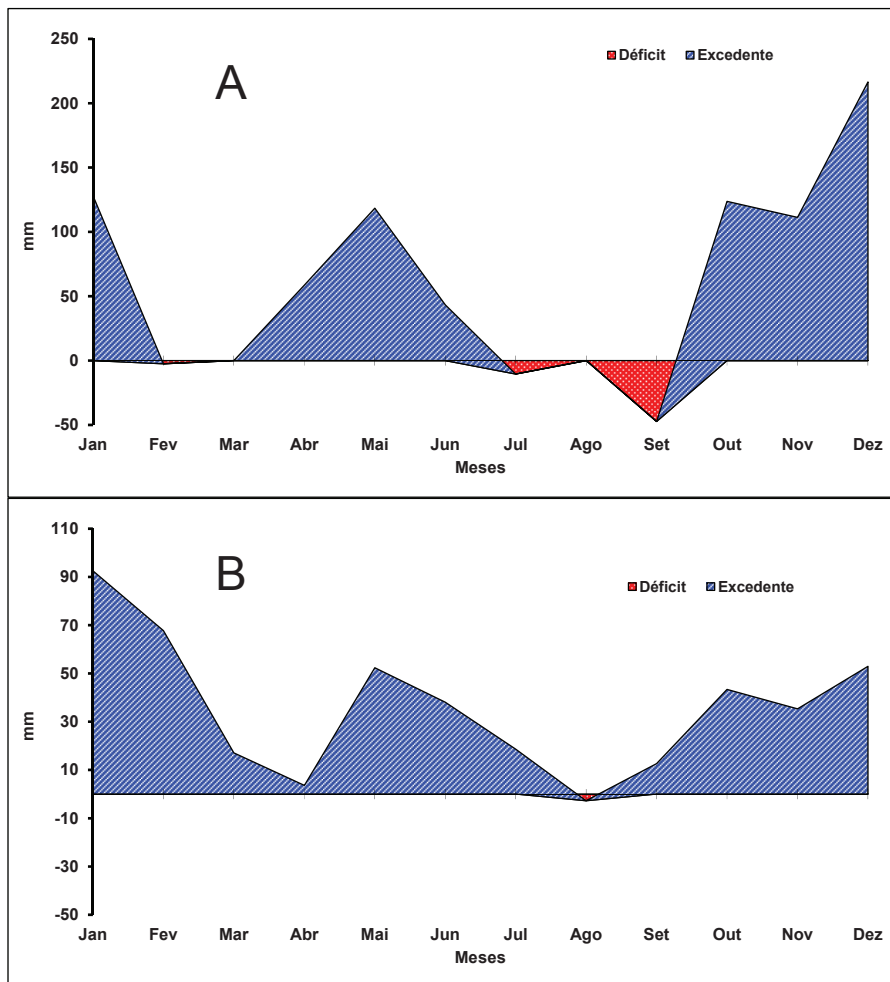 250
Déficit Excedente
A
200
150
100
mm
50
0
-50
Jan Fev Mar Abr Mai Jun Jul Ago Set Out Nov Dez
Meses
110
B
90
Déficit Excedente
70
50
30
mm
10
-10
-30
-50
Jan Fev Mar Abr Mai Jun Jul Ago Set Out Nov Dez
Meses